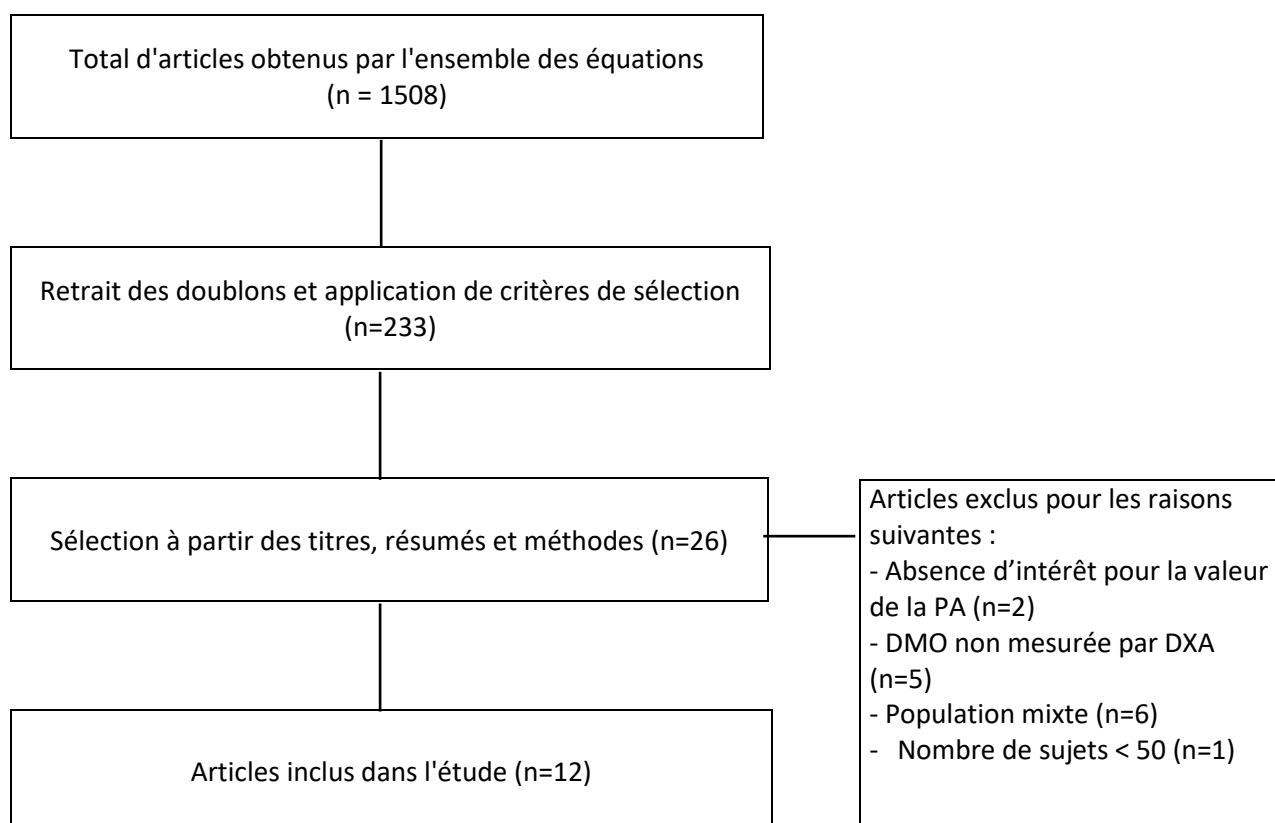 Total d'articles obtenus par l'ensemble des équations
(n = 1508)
Retrait des doublons et application de critères de sélection
(n=233)
Sélection à partir des titres, résumés et méthodes (n=26)
Articles exclus pour les raisons
suivantes :
- Absence d’intérêt pour la valeur
de la PA (n=2)
- DMO non mesurée par DXA
(n=5)
- Population mixte (n=6)
- Nombre de sujets < 50 (n=1)
Articles inclus dans l'étude (n=12)